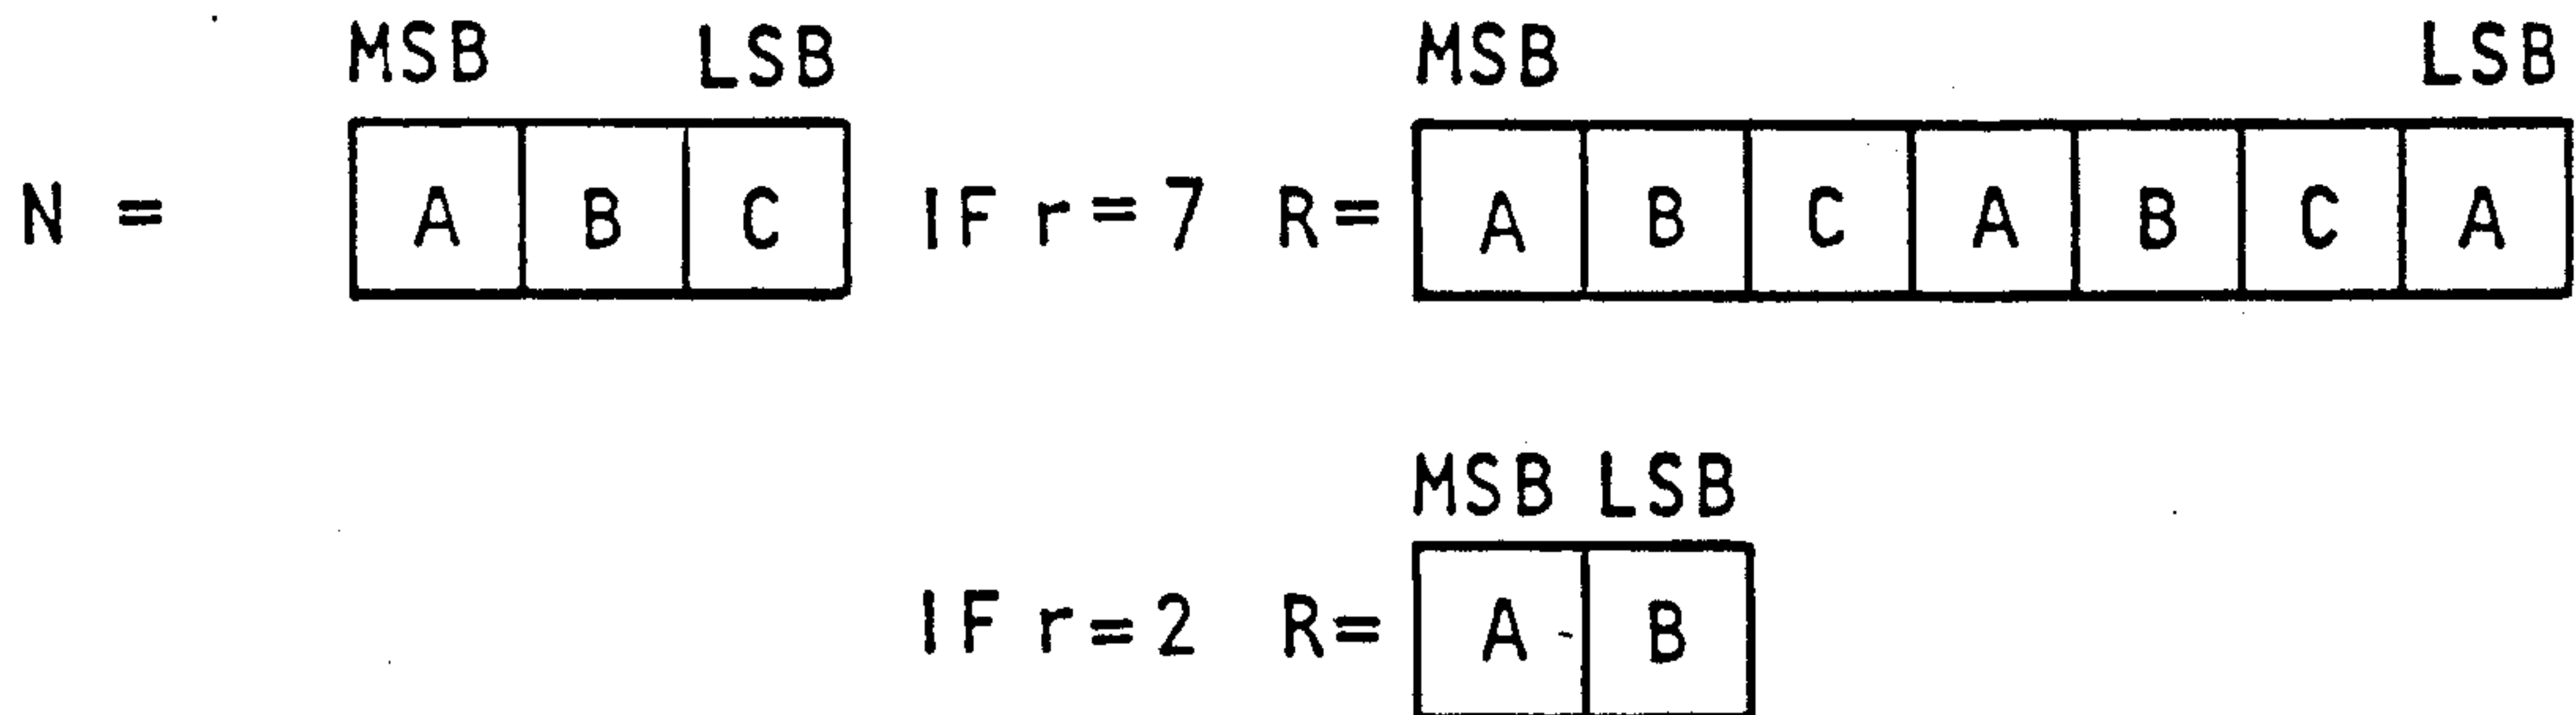 MSB LSB MSB LSB
N = A B C IF r=7 R= A B C A B C A
MSB LSB
IF r=2 R= A B